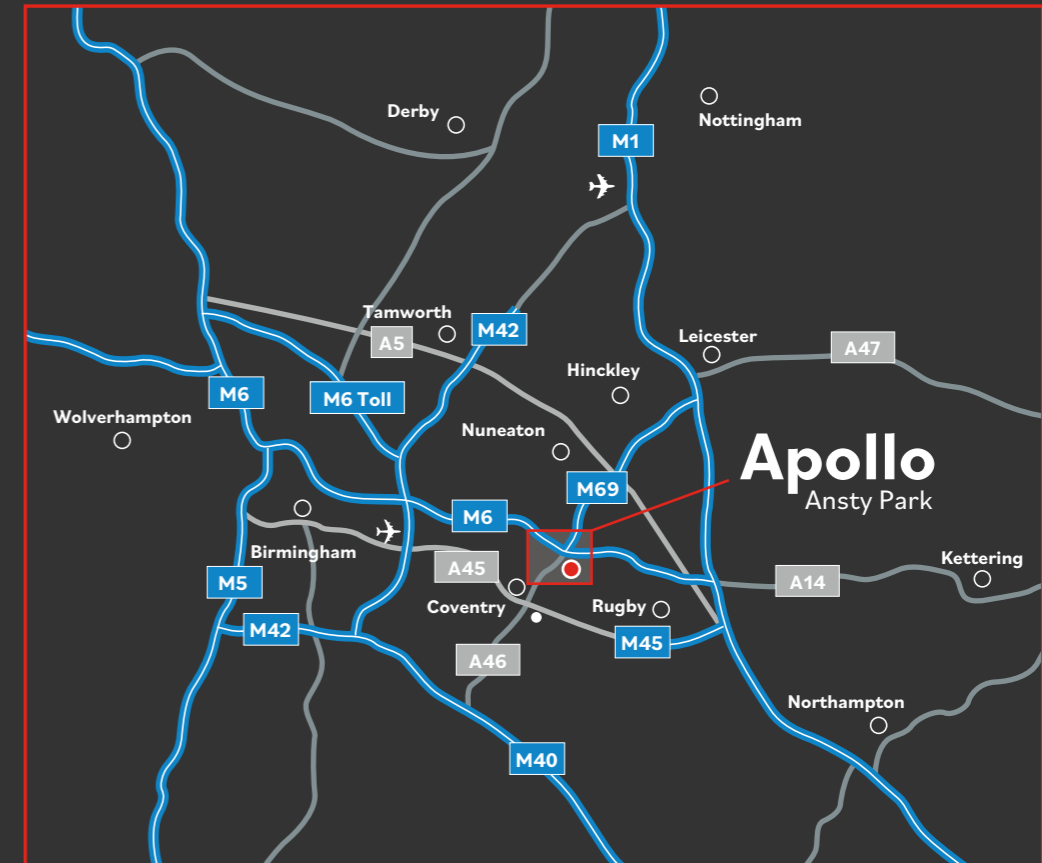 Derby
Nottingham
M1
Tamworth
A5
M42
Leicester
A47
Hinckley
M6
M6 Toll
Wolverhampton
Nuneaton
Apollo
Ansty Park
M69
M6
Birmingham
A45
Kettering
M5
A14
Coventry
Rugby
M42
M45
A46
Northampton
M40